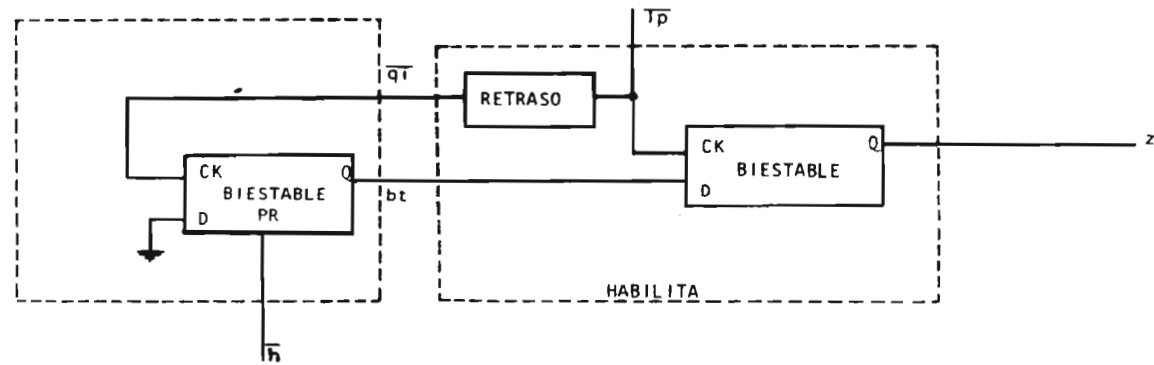 Tp
qi
RETRASO
CK
Q
BIESTABLE
PR
D
bt
CK
Q
BIESTABLE
D
z
HABILITA
h